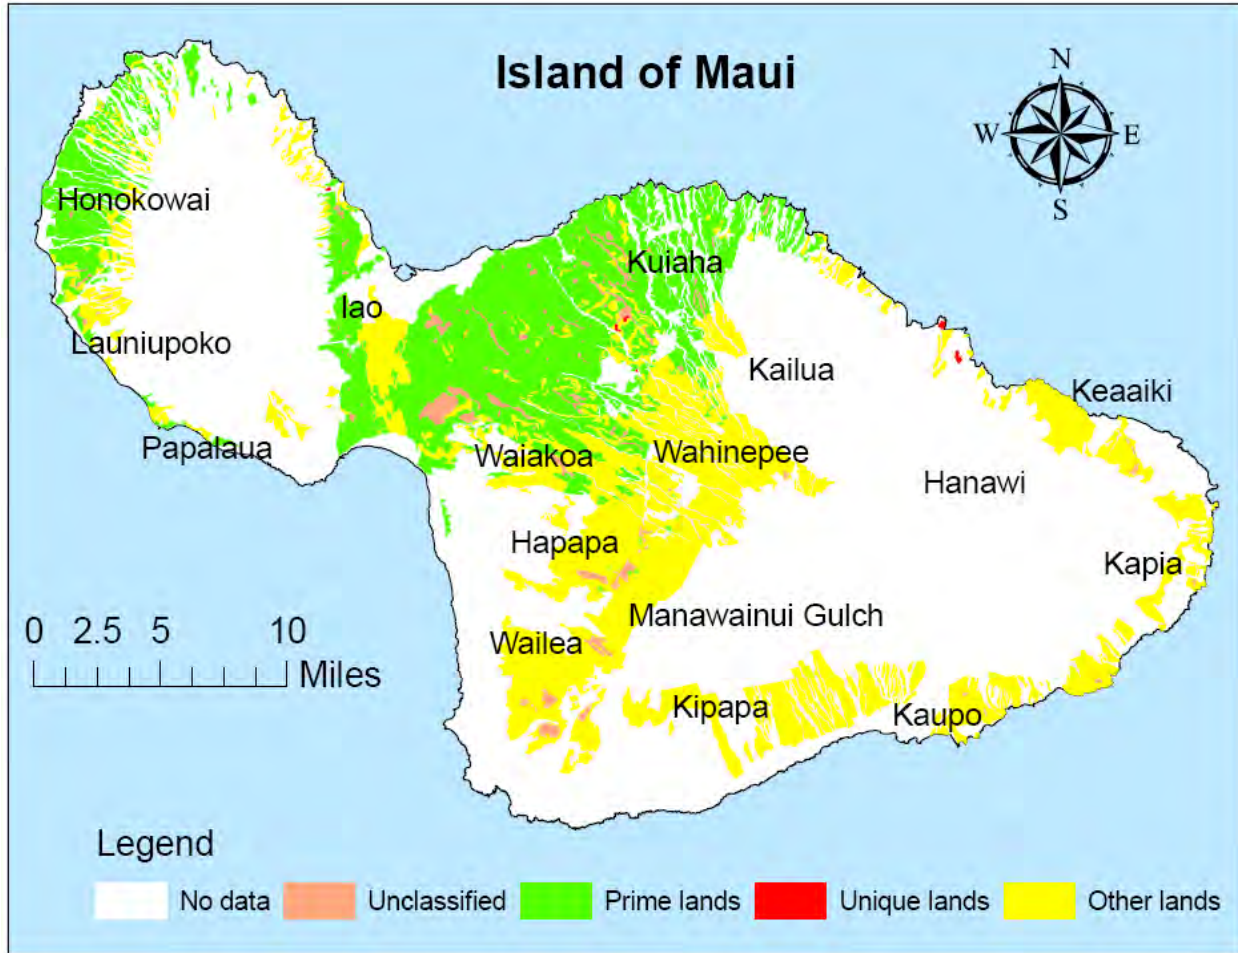 Island of Maui
N
W E
S
Honokowai
Kuiaha
Iao
Launiupoko
Kailua
Keaaiki
Papalaua
Waiakoa
Wahinepee
Hanawi
Hapapa
Kapia
Manawainui Gulch
0 2.5 5 10
Wailea
Miles
Kipapa
Kaupo
Legend
No data
Unclassified
Prime lands
Unique lands
Other lands